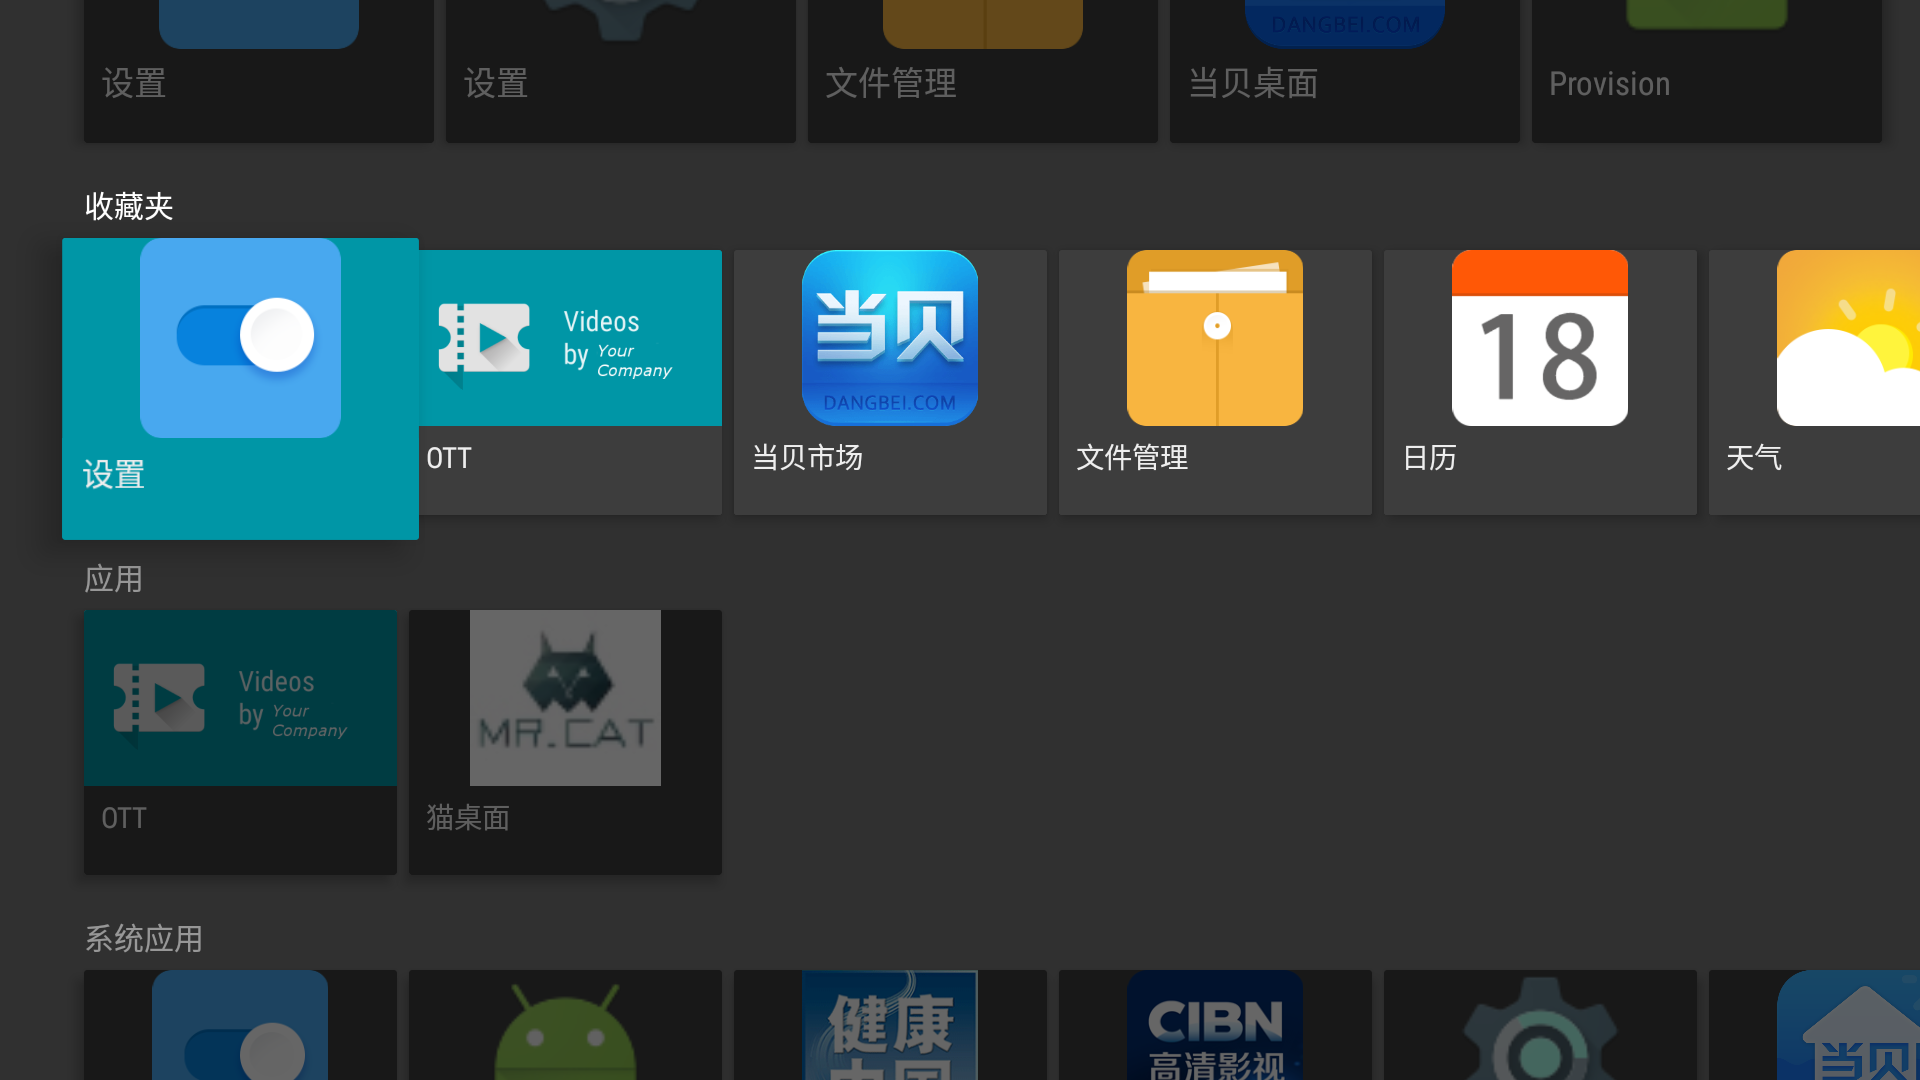 DANGBEI.COM
设置
设置
文件管理
当贝桌面
Provision
收藏夹
Videos
by Your
Company
当贝
DANGBEI.COM
18
设置
OTT
当贝市场
文件管理
日历
天气
应用
Videos
by Your
Company
MR.CAT
OTT
猫桌面
系统应用
健康
中国
CIBN
高清影视
当贝